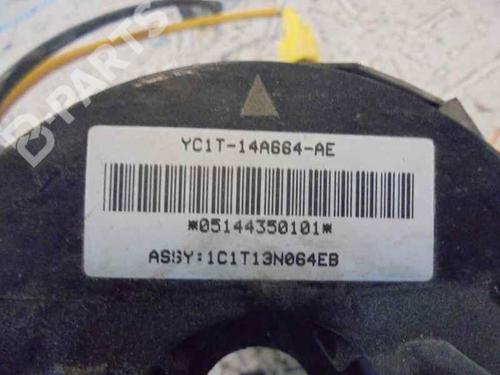 B-PARTS
YC1T-14A664-AE
*05144350101*
ASSY:1C1T13N064EB